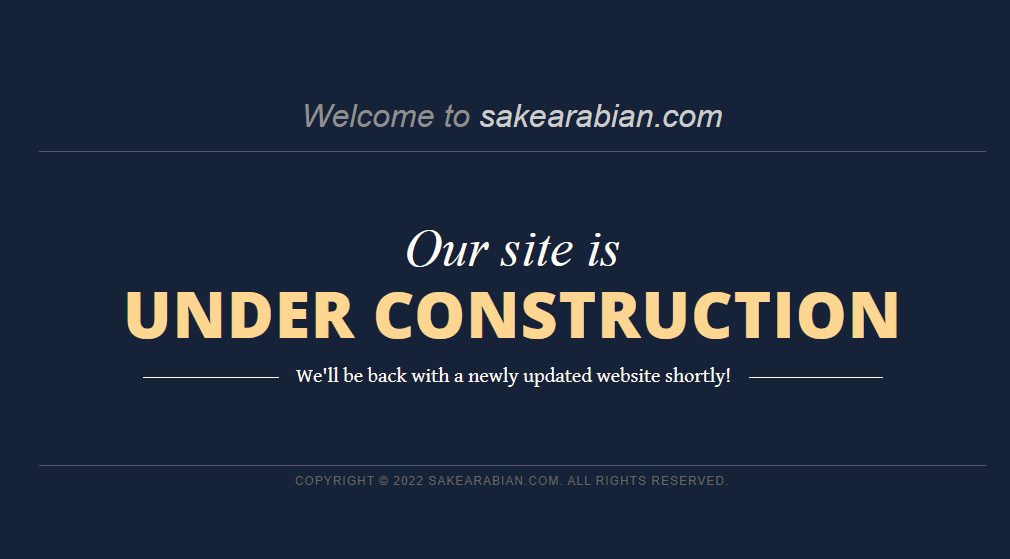 Welcome to sakearabian.com
Our site is
UNDER CONSTRUCTION
We'll be back with a newly updated website shortly!
COPYRIGHT © 2022 SAKEARABIAN.COM. ALL RIGHTS RESERVED.